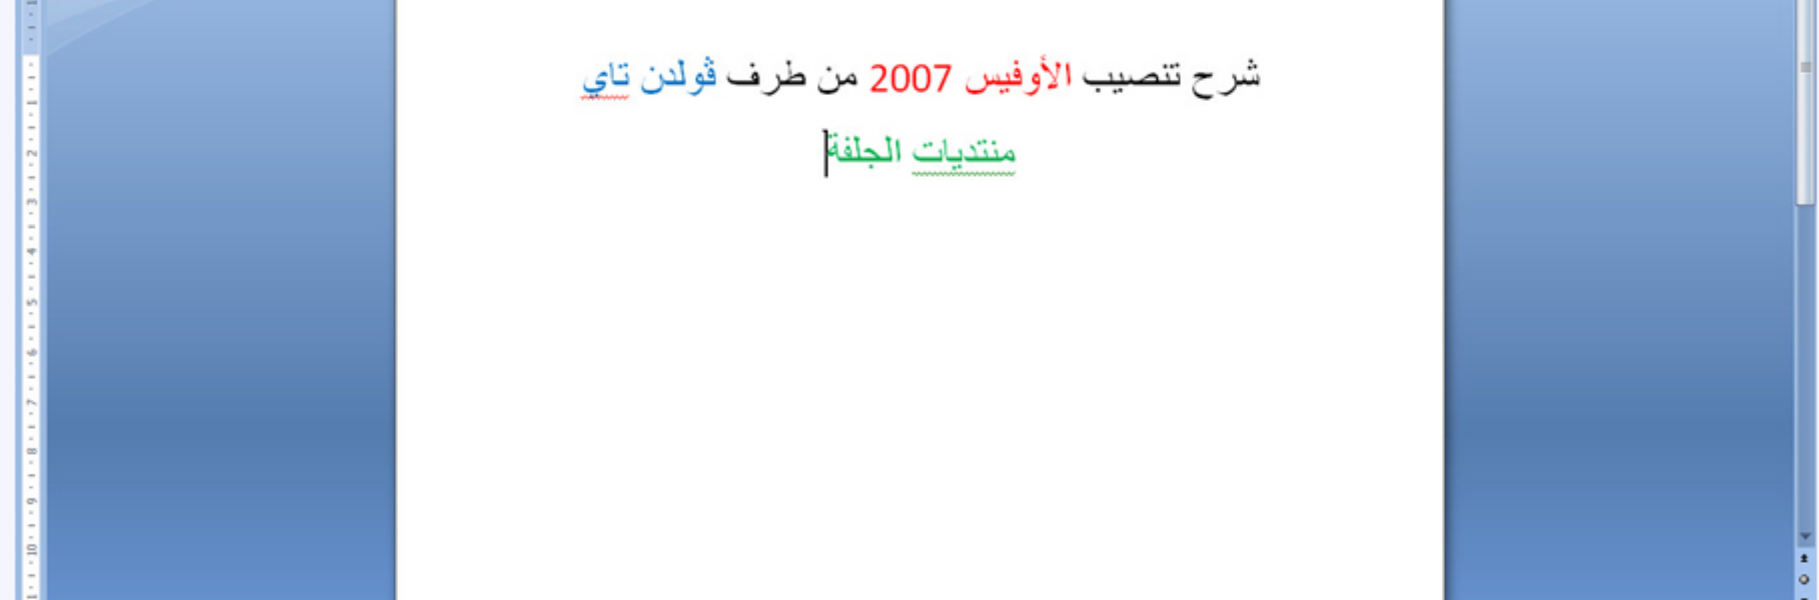 شرح تنصيب الأوفيس 2007 من طرف ڤولدن تاي
منتديات الجلفة